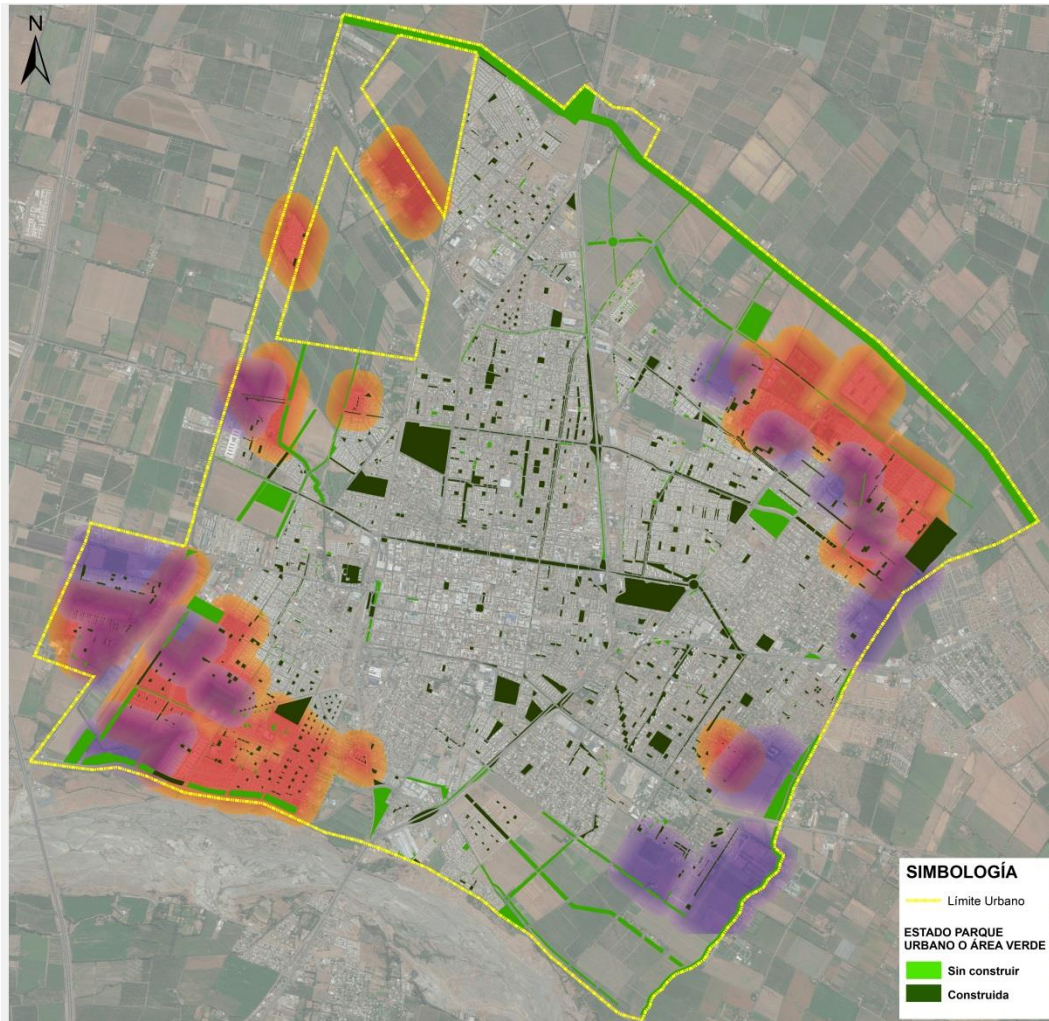 N
SIMBOLOGÍA
Límite Urbano
ESTADO PARQUE
URBANO O ÁREA VERDE
Sin construir
Construida